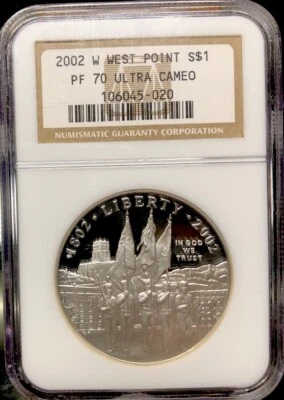 2002 W WEST POINT S$1
PF 70 ULTRA CAMEO
106045-020
NUMISMATIC GUARANTY CORPORATION
1802 • LIBERTY • 2002
IN GOD
WE
TRUST